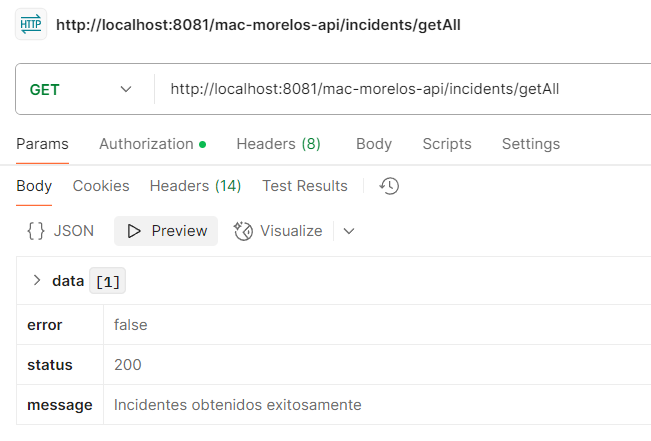 HTTP http://localhost:8081/mac-morelos-api/incidents/getAll
GET http://localhost:8081/mac-morelos-api/incidents/getAll
Params Authorization Headers (8) Body Scripts Settings
Body Cookies Headers (14) Test Results
{} JSON Preview Visualize
data [1]
error false
status 200
message Incidentes obtenidos exitosamente